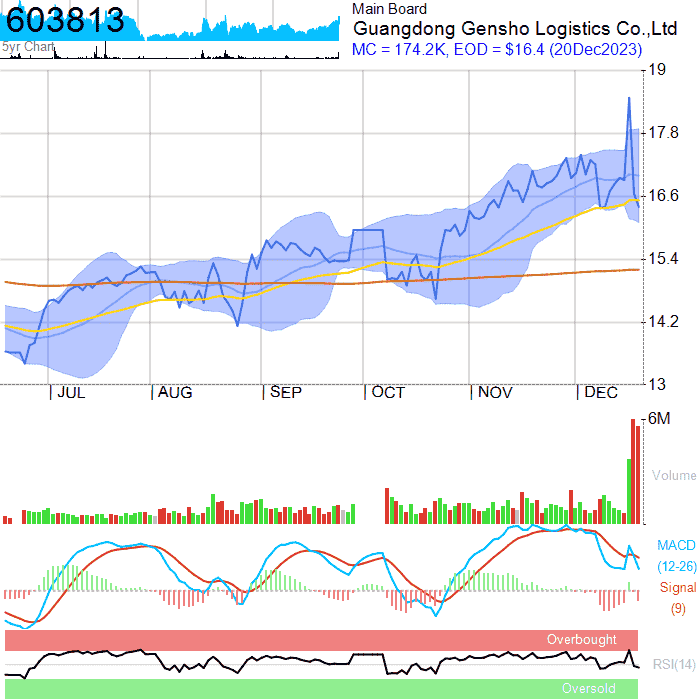 603813
5yr Chart
Main Board
Guangdong Gensho Logistics Co.,Ltd
MC = 174.2K, EOD = $16.4 (20Dec2023)
19
17.8
16.6
15.4
14.2
13
JUL AUG SEP OCT NOV DEC
6M
Volume
MACD
(12-26)
Signal
(9)
Overbought
RSI(14)
Oversold